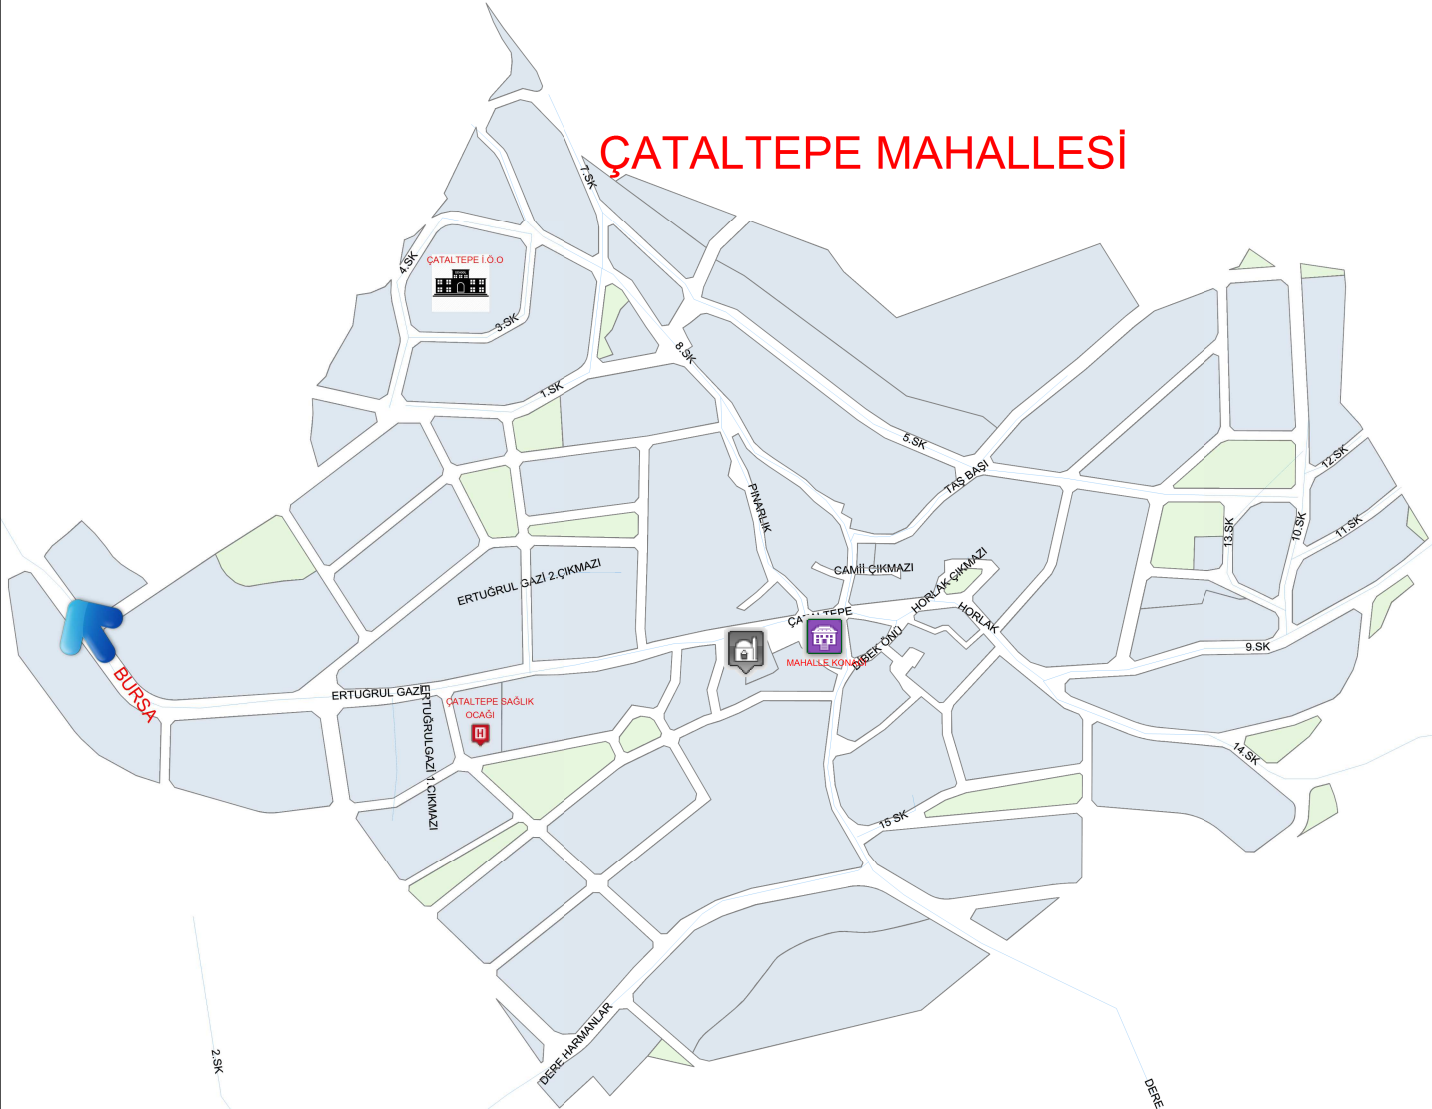 ÇATALTEPE MAHALLESİ
7.SK
4.SK
ÇATALTEPE İ.Ö.O
3.SK
8.SK
1.SK
5.SK
TAŞ BAŞI
12.SK
PINARLIK
13.SK
10.SK
11.SK
ERTUĞRUL GAZİ 2.ÇIKMAZI
CAMİİ ÇIKMAZI
HORLAK ÇIKMAZI
ÇATALTEPE
HORLAK
DİBEK ÖNÜ
9.SK
MAHALLE KONAĞI
BURSA
ERTUĞRUL GAZİ
ERTUĞRULGAZİ 1.ÇIKMAZI
ÇATALTEPE SAĞLIK
OCAĞI
H
14.SK
15 SK
DERE HARMANLAR
2.SK
DERE